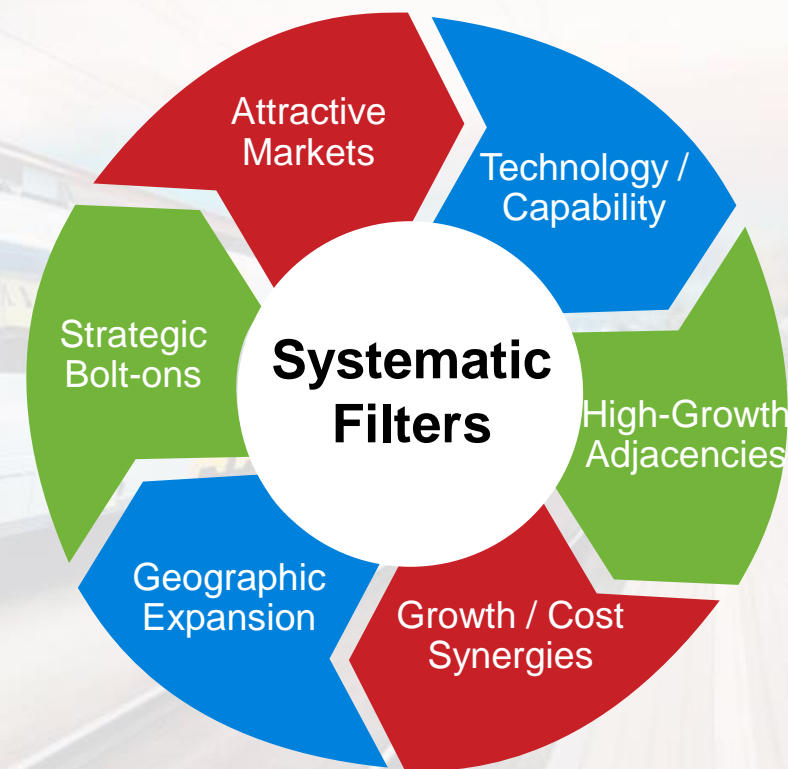 Attractive
Markets
Technology /
Capability
High-Growth
Adjacencies
Growth / Cost
Synergies
Geographic
Expansion
Strategic
Bolt-ons
Systematic
Filters